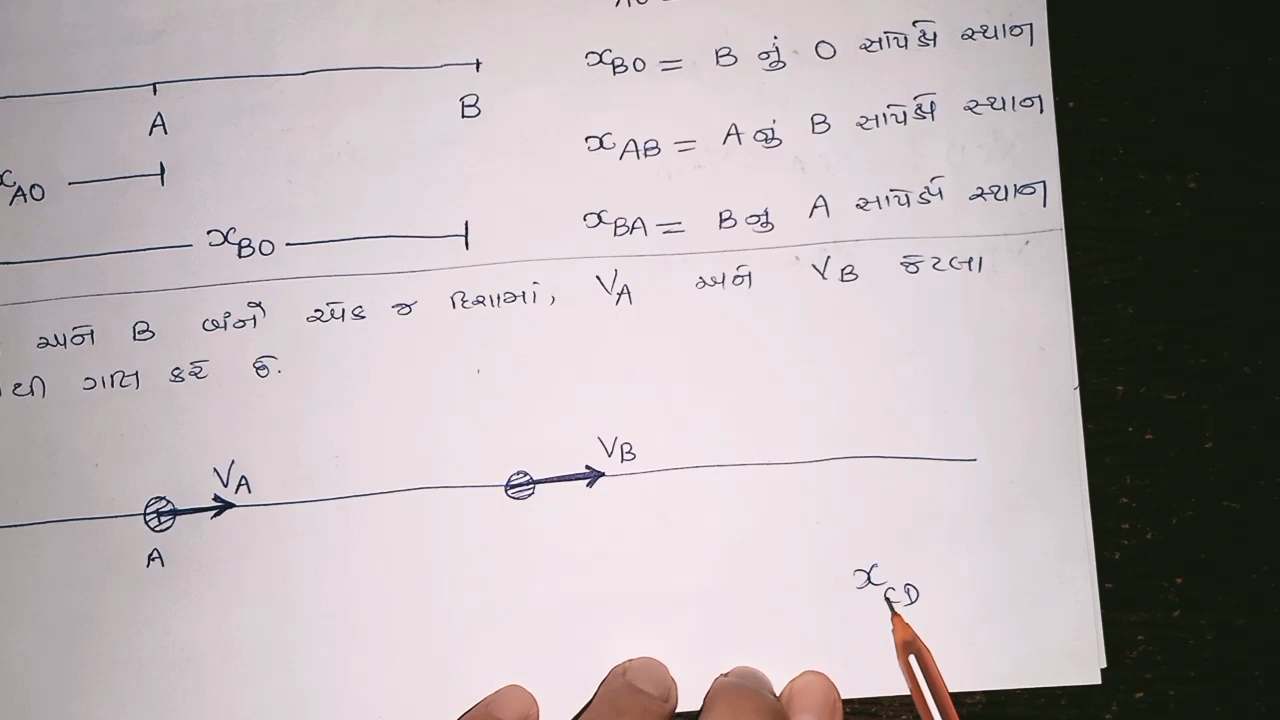 x_BO = B નું O સાપેક્ષ સ્થાન
A B
x_AB = A નું B સાપેક્ષ સ્થાન
x_AO
x_BA = B નું A સાપેક્ષ સ્થાન
x_BO
અને B બંને એક જ દિશામાં, V_A અને V_B જેટલા
થી ગતિ કરે છે.
V_A V_B
A
x_CD